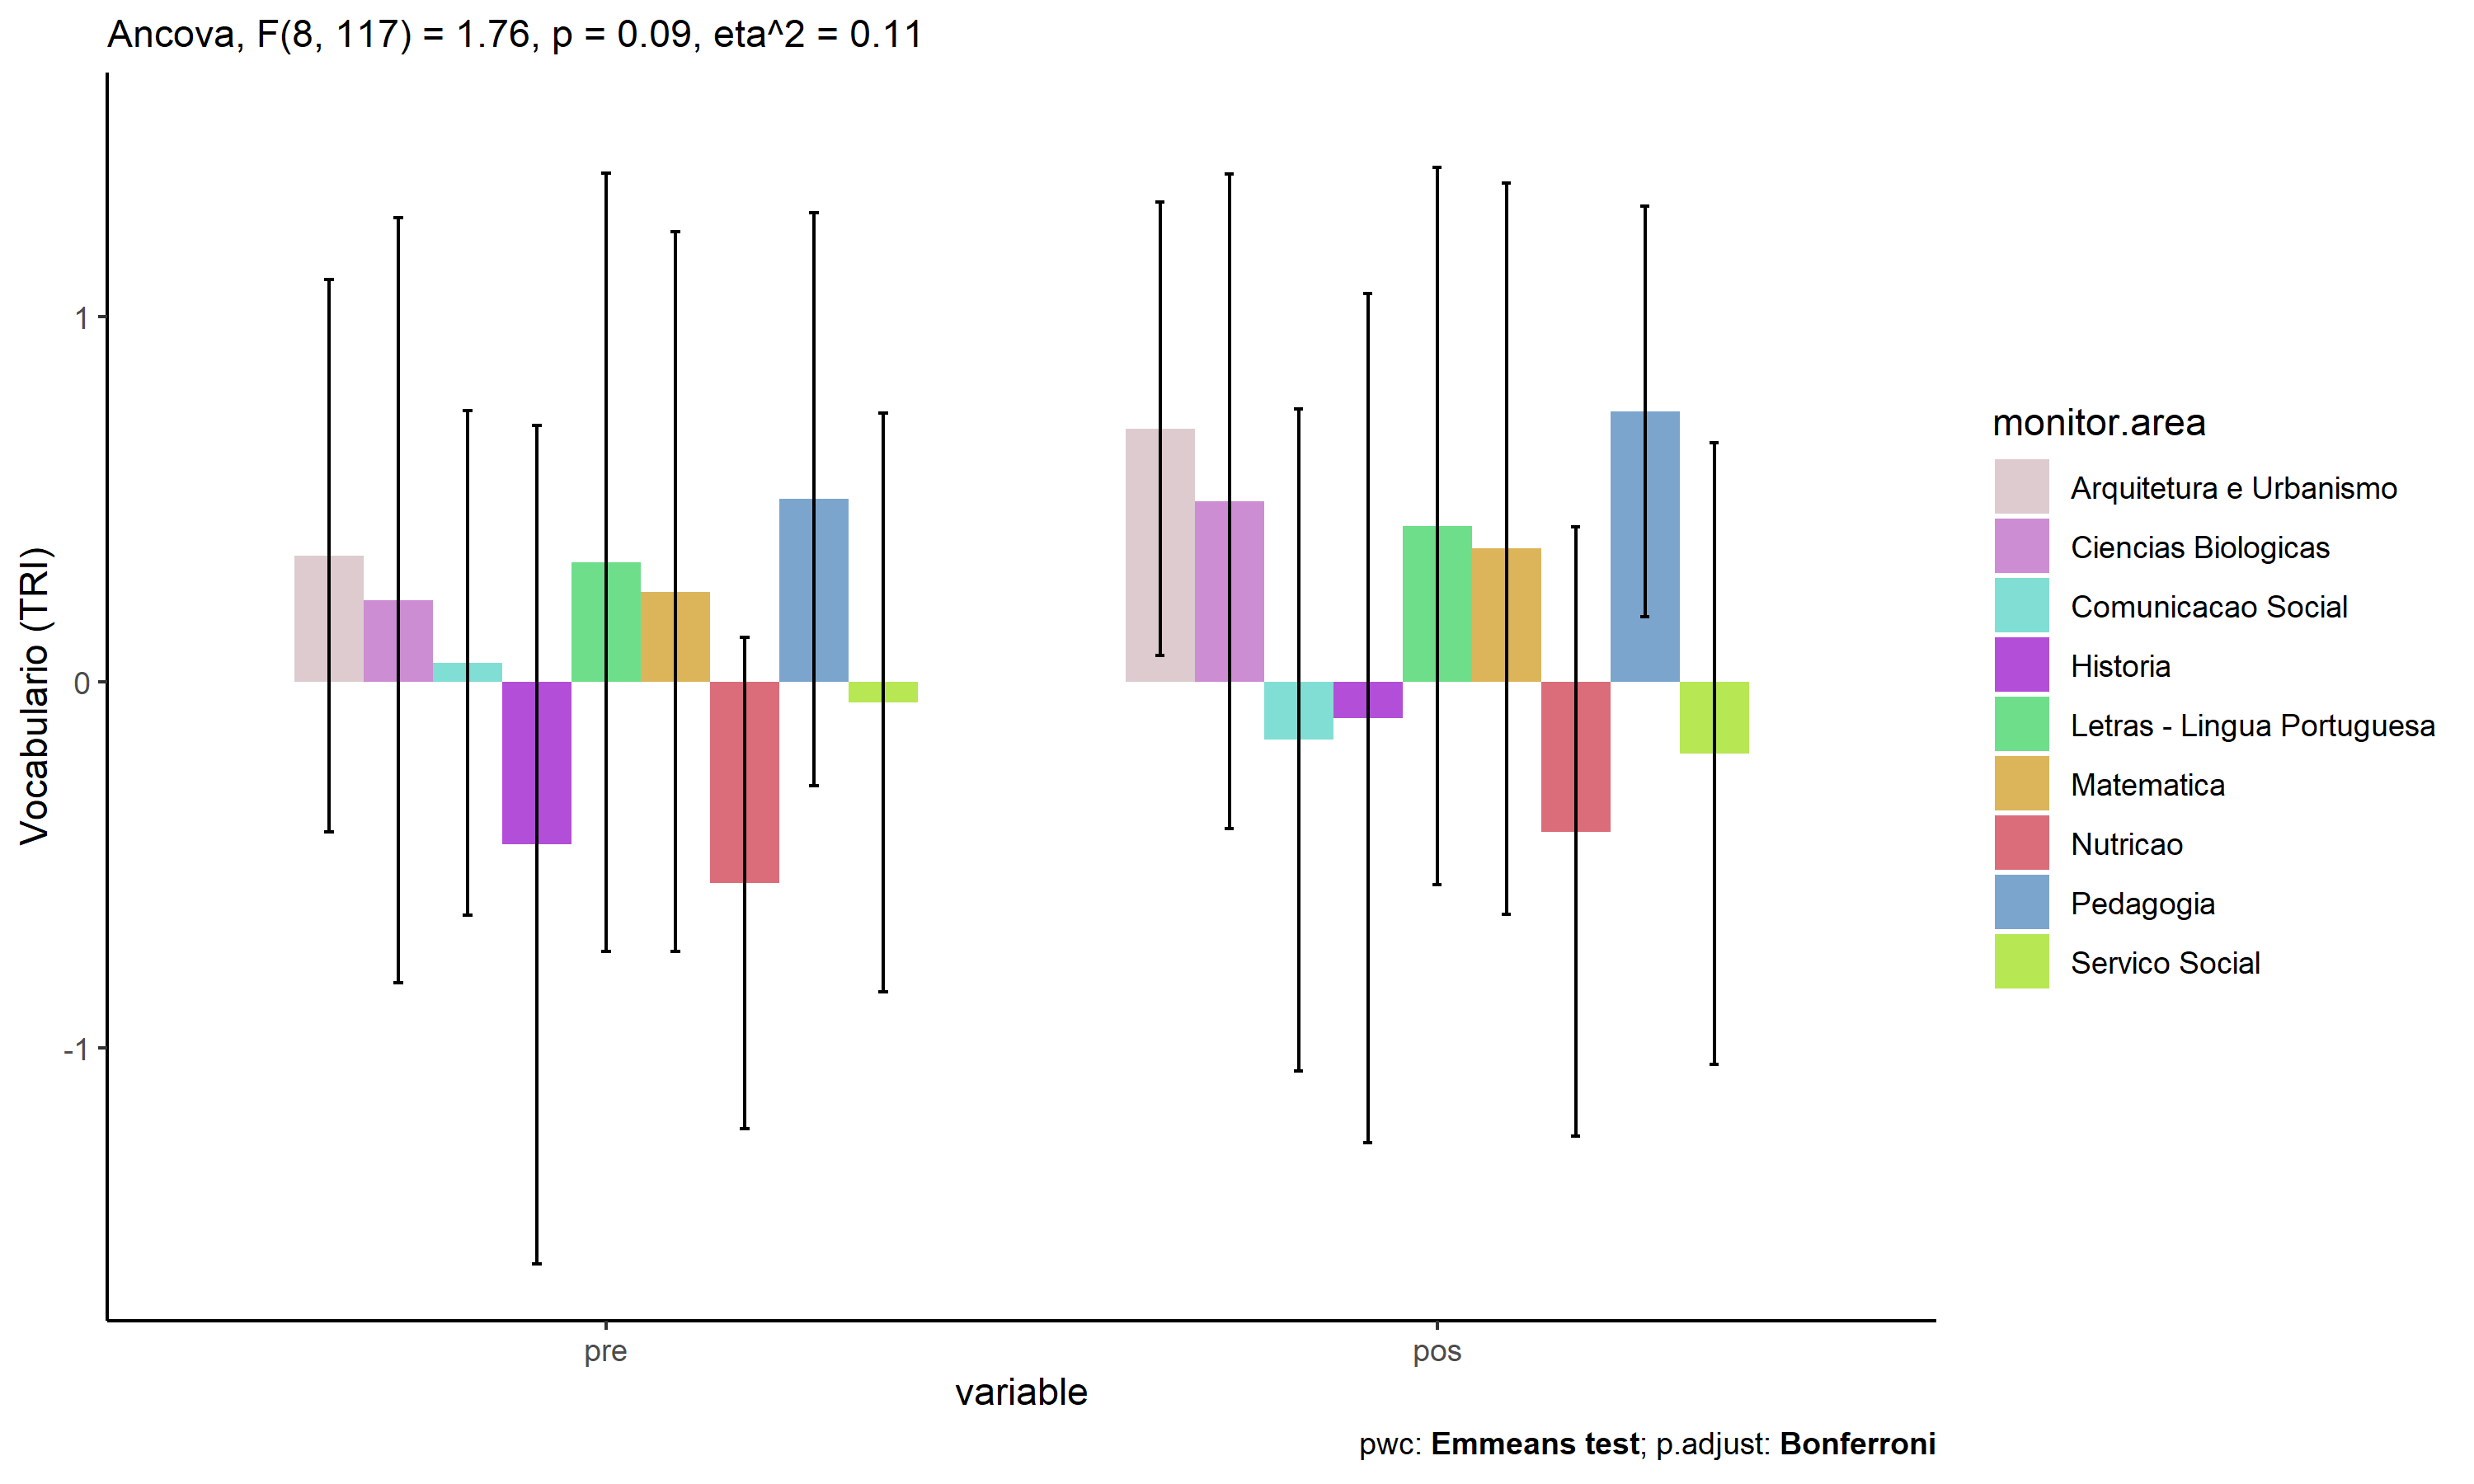 Ancova, F(8, 117) = 1.76, p = 0.09, eta^2 = 0.11
Vocabulario (TRI)
1
0
-1
pre
pos
variable
monitor.area
Arquitetura e Urbanismo
Ciencias Biologicas
Comunicacao Social
Historia
Letras - Lingua Portuguesa
Matematica
Nutricao
Pedagogia
Servico Social
pwc: Emmeans test; p.adjust: Bonferroni